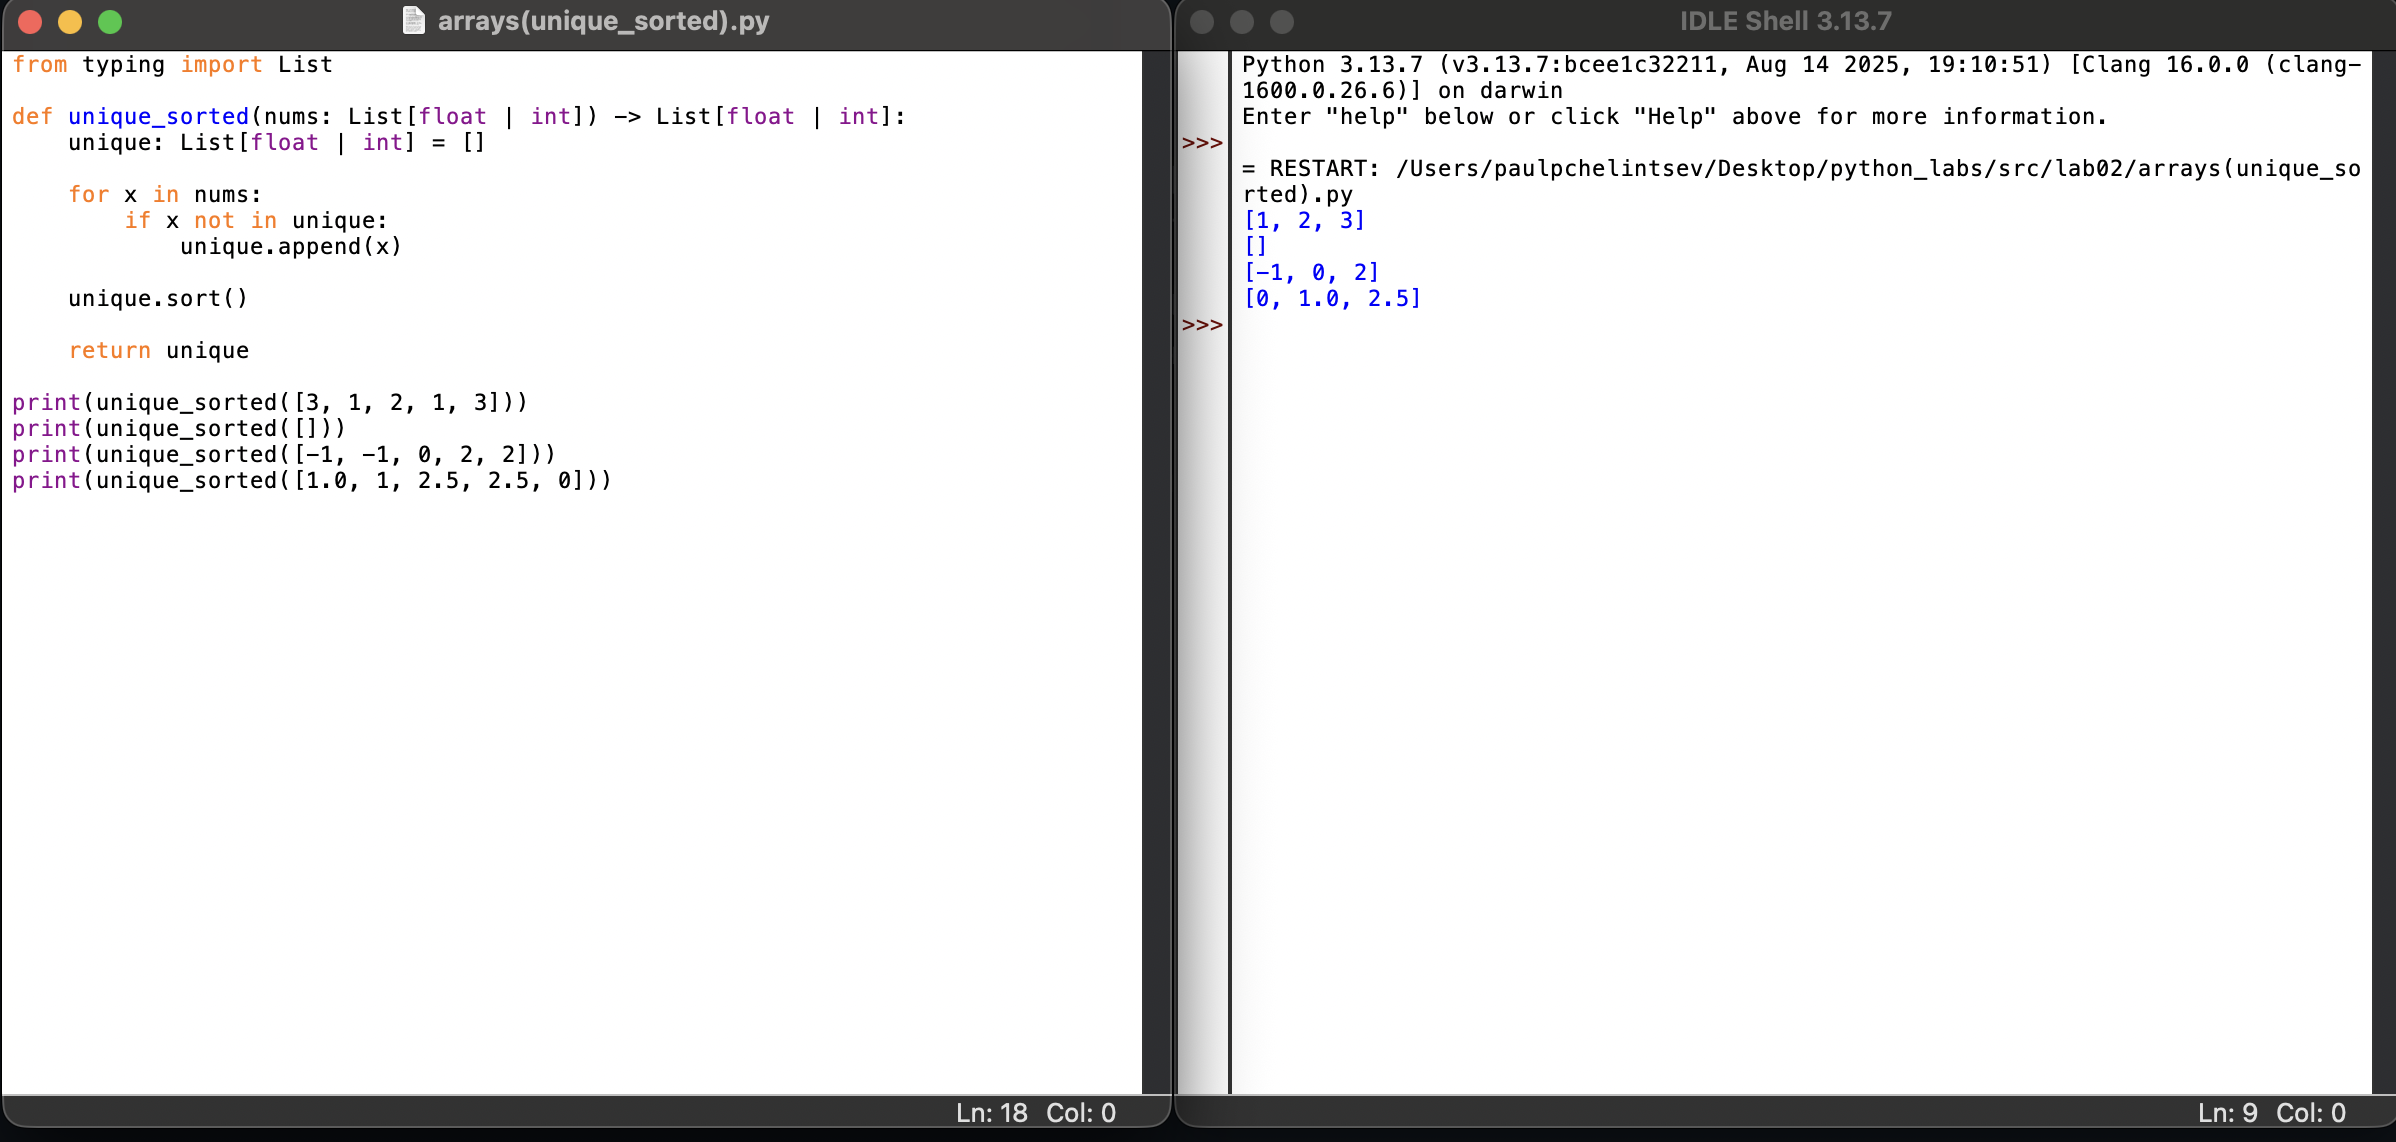 arrays(unique_sorted).py
from typing import List
def unique_sorted(nums: List[float | int]) -> List[float | int]:
    unique: List[float | int] = []
    for x in nums:
        if x not in unique:
            unique.append(x)
    unique.sort()
    return unique
print(unique_sorted([3, 1, 2, 1, 3]))
print(unique_sorted([]))
print(unique_sorted([-1, -1, 0, 2, 2]))
print(unique_sorted([1.0, 1, 2.5, 2.5, 0]))
Ln: 18 Col: 0
IDLE Shell 3.13.7
Python 3.13.7 (v3.13.7:bcee1c32211, Aug 14 2025, 19:10:51) [Clang 16.0.0 (clang-
1600.0.26.6)] on darwin
Enter "help" below or click "Help" above for more information.
>>>
= RESTART: /Users/paulpchelintsev/Desktop/python_labs/src/lab02/arrays(unique_so
rted).py
[1, 2, 3]
[]
[-1, 0, 2]
[0, 1.0, 2.5]
>>>
Ln: 9 Col: 0